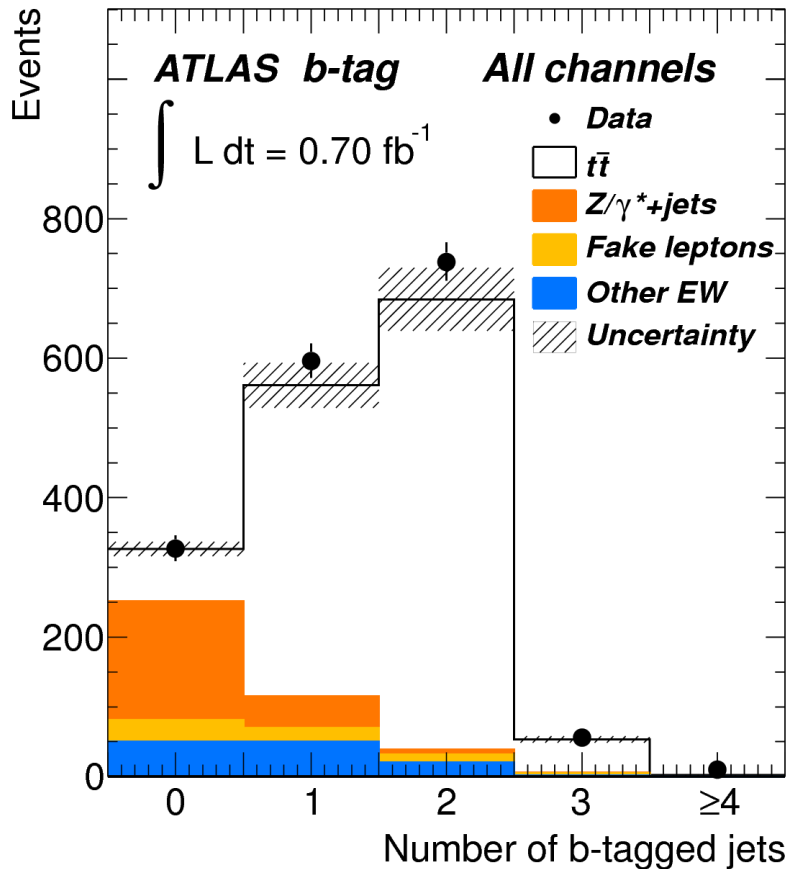 Events
ATLAS b-tag All channels
∫ L dt = 0.70 fb⁻¹
Data
tt̄
Z/γ*+jets
Fake leptons
Other EW
Uncertainty
800
600
400
200
0
0 1 2 3 ≥4
Number of b-tagged jets